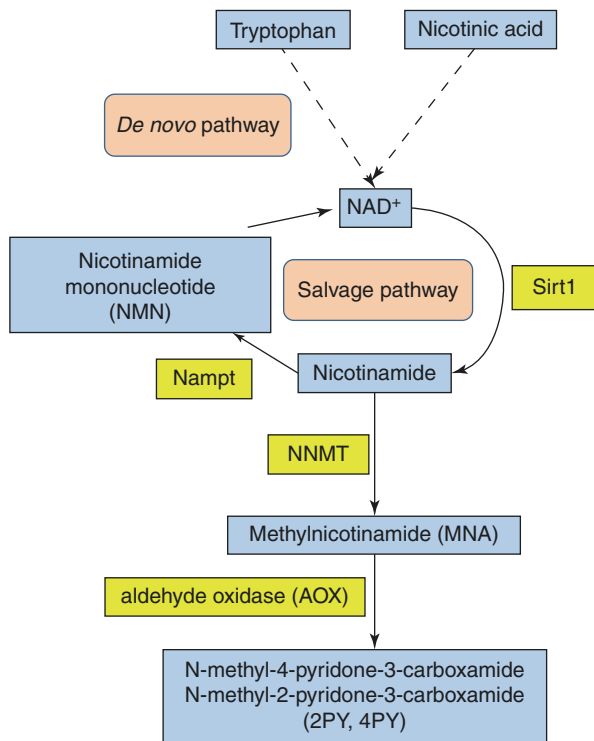 Tryptophan
Nicotinic acid
De novo pathway
NAD⁺
Nicotinamide
mononucleotide
(NMN)
Salvage pathway
Sirt1
Nampt
Nicotinamide
NNMT
Methylnicotinamide (MNA)
aldehyde oxidase (AOX)
N-methyl-4-pyridone-3-carboxamide
N-methyl-2-pyridone-3-carboxamide
(2PY, 4PY)